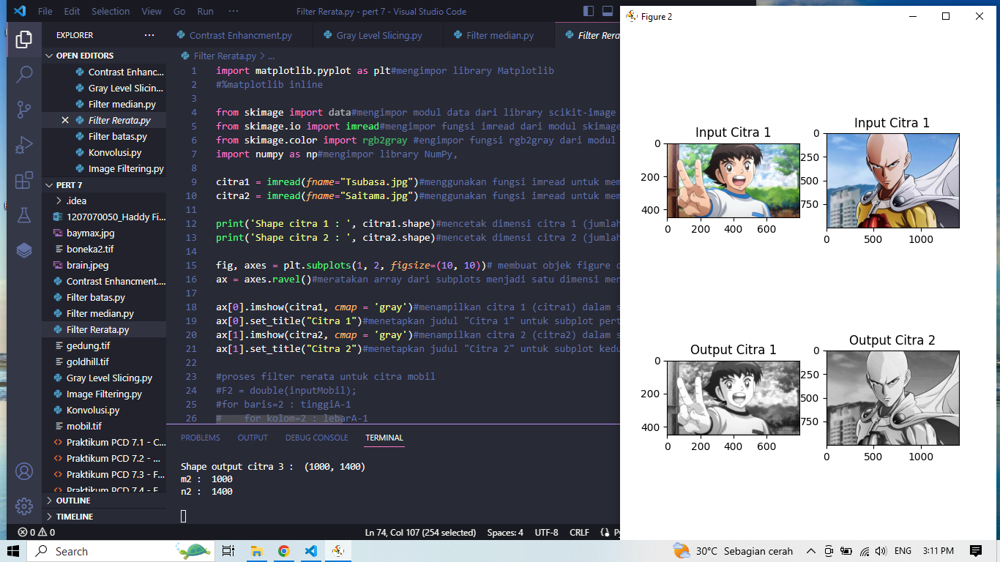 File Edit Selection View Go Run ··· Filter Rerata.py - pert 7 - Visual Studio Code
EXPLORER ···
OPEN EDITORS
Contrast Enhanc...
Gray Level Slicin...
Filter median.py
Filter Rerata.py
Filter batas.py
Konvolusi.py
Image Filtering.py
PERT 7
.idea
1207070050_Haddy Fi...
baymax.jpg
boneka2.tif
brain.jpeg
Contrast Enhancment....
Filter batas.py
Filter median.py
Filter Rerata.py
gedung.tif
goldhill.tif
Gray Level Slicing.py
Image Filtering.py
Konvolusi.py
mobil.tif
Praktikum PCD 7.1 - C...
Praktikum PCD 7.2 - ...
Praktikum PCD 7.3 - F...
Praktikum PCD 7.4 - F
OUTLINE
TIMELINE
Contrast Enhancment.py Gray Level Slicing.py Filter median.py Filter Rera
Filter Rerata.py > ...
1 import matplotlib.pyplot as plt#mengimpor library Matplotlib
2 #%matplotlib inline
3
4 from skimage import data#mengimpor modul data dari library scikit-image
5 from skimage.io import imread#mengimpor fungsi imread dari modul skimage
6 from skimage.color import rgb2gray #engimpor fungsi rgb2gray dari modul
7 import numpy as np#mengimpor library NumPy,
8
9 citra1 = imread(fname="Tsubasa.jpg")#menggunakan fungsi imread untuk mem
10 citra2 = imread(fname="Saitama.jpg")#menggunakan fungsi imread untuk mem
11
12 print('Shape citra 1 : ', citra1.shape)#mencetak dimensi citra 1 (jumlah
13 print('Shape citra 2 : ', citra2.shape)#mencetak dimensi citra 2 (jumlah
14
15 fig, axes = plt.subplots(1, 2, figsize=(10, 10))# membuat objek figure d
16 ax = axes.ravel()#meratakan array dari subplots menjadi satu dimensi men
17
18 ax[0].imshow(citra1, cmap = 'gray')#menampilkan citra 1 (citra1) dalam s
19 ax[0].set_title("Citra 1")#menetapkan judul "Citra 1" untuk subplot pert
20 ax[1].imshow(citra2, cmap = 'gray')#menampilkan citra 2 (citra2) dalam s
21 ax[1].set_title("Citra 2")#menetapkan judul "Citra 2" untuk subplot kedu
22
23 #proses filter rerata untuk citra mobil
24 #F2 = double(inputMobil);
25 #for baris=2 : tinggiA-1
26 #    for kolom=2 : lebarA-1
PROBLEMS OUTPUT DEBUG CONSOLE TERMINAL
Shape output citra 3 :  (1000, 1400)
m2 :  1000
n2 :  1400
0 0 Ln 74, Col 107 (254 selected) Spaces: 4 UTF-8 CRLF Py
Figure 2
Input Citra 1
0
200
400
0 200 400 600
Input Citra 1
0
250
500
750
0 500 1000
Output Citra 1
0
200
400
0 200 400 600
Output Citra 2
0
250
500
750
0 500 1000
Search 30°C Sebagian cerah ENG 3:11 PM